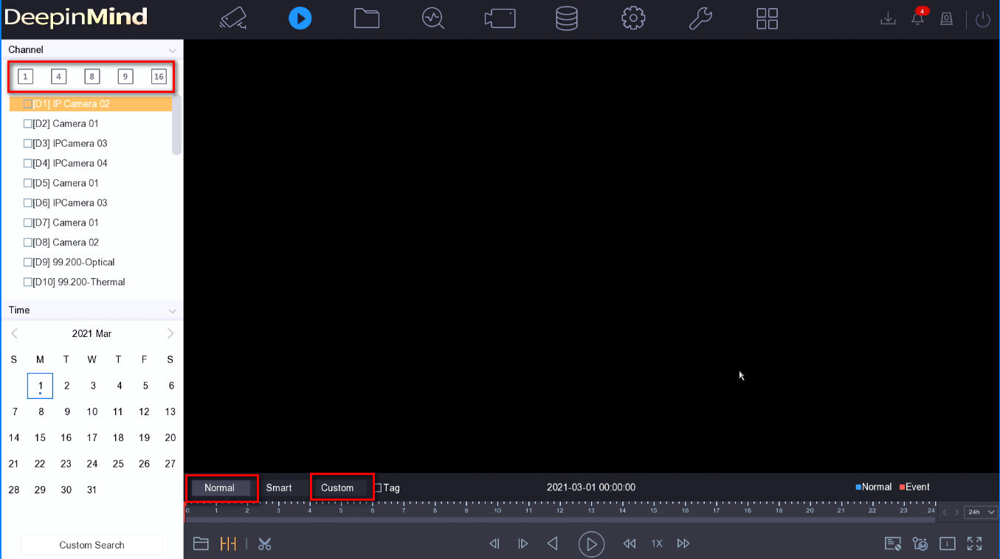 DeepinMind
4
Channel
1 4 8 9 16
[D1] IP Camera 02
[D2] Camera 01
[D3] IPCamera 03
[D4] IPCamera 04
[D5] Camera 01
[D6] IPCamera 03
[D7] Camera 01
[D8] Camera 02
[D9] 99.200-Optical
[D10] 99.200-Thermal
Time
2021 Mar
S M T W T F S
1 2 3 4 5 6
7 8 9 10 11 12 13
14 15 16 17 18 19 20
21 22 23 24 25 26 27
28 29 30 31
Custom Search
Normal Smart Custom Tag 2021-03-01 00:00:00 Normal Event
0 1 2 3 4 5 6 7 8 9 10 11 12 13 14 15 16 17 18 19 20 21 22 23 24 24h
1X M 1